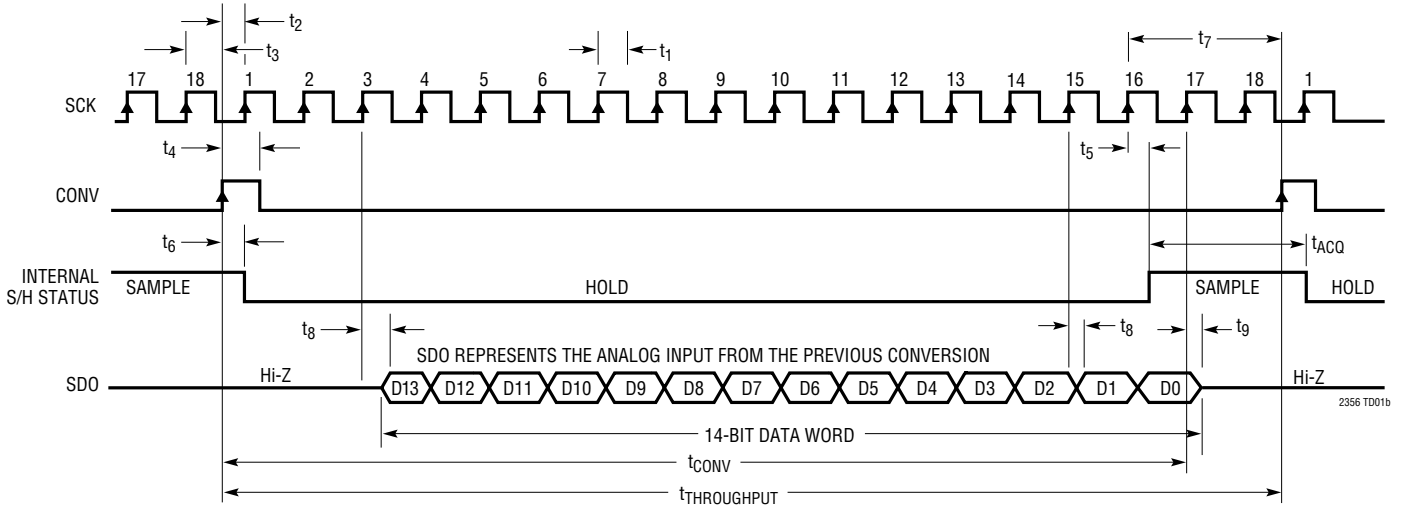 t2
t3
t1
t7
17 18 1 2 3 4 5 6 7 8 9 10 11 12 13 14 15 16 17 18 1
SCK
t4
t5
CONV
t6
tACQ
INTERNAL
S/H STATUS
SAMPLE HOLD SAMPLE HOLD
t8 t8 t9
SDO REPRESENTS THE ANALOG INPUT FROM THE PREVIOUS CONVERSION
SDO Hi-Z D13 D12 D11 D10 D9 D8 D7 D6 D5 D4 D3 D2 D1 D0 Hi-Z
2356 TD01b
14-BIT DATA WORD
tCONV
tTHROUGHPUT